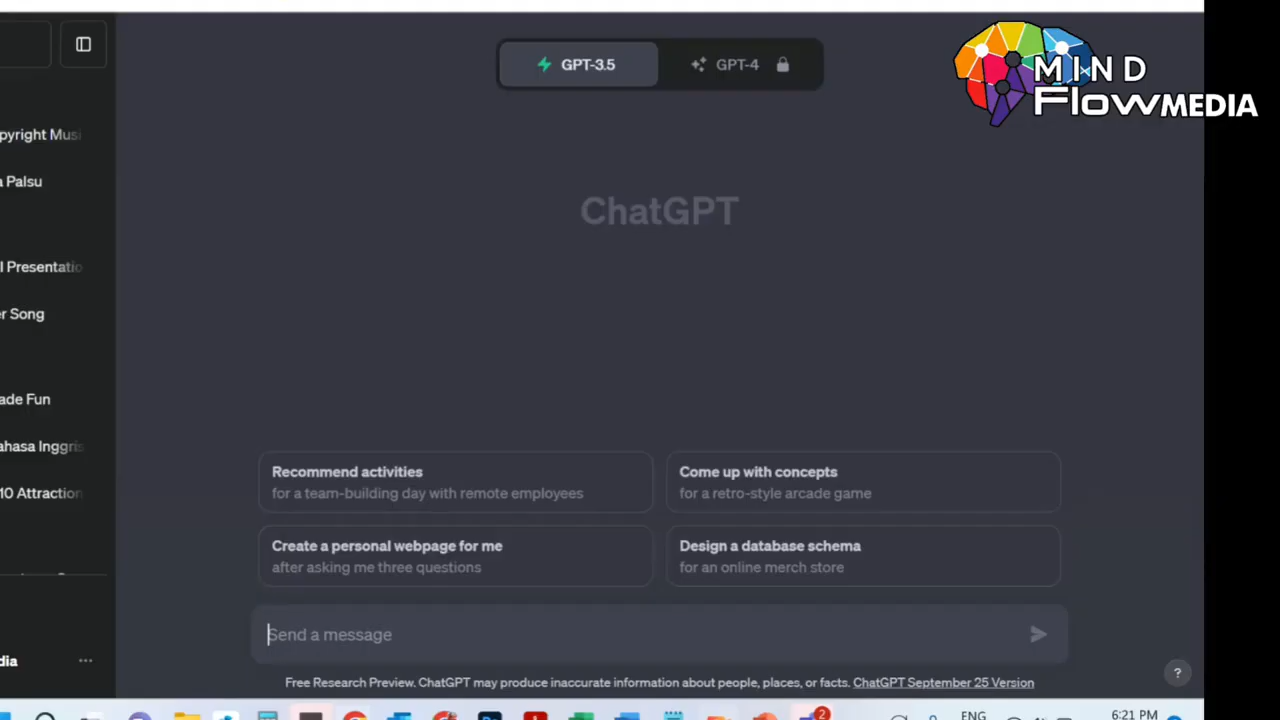 GPT-3.5
GPT-4
MIND
FlowMEDIA
pyright Musi
a Palsu
ChatGPT
l Presentatio
er Song
ade Fun
ahasa Inggris
10 Attraction
Recommend activities
for a team-building day with remote employees
Come up with concepts
for a retro-style arcade game
Create a personal webpage for me
after asking me three questions
Design a database schema
for an online merch store
Send a message
dia
...
?
Free Research Preview. ChatGPT may produce inaccurate information about people, places, or facts. ChatGPT September 25 Version
2
ENG
6:21 PM